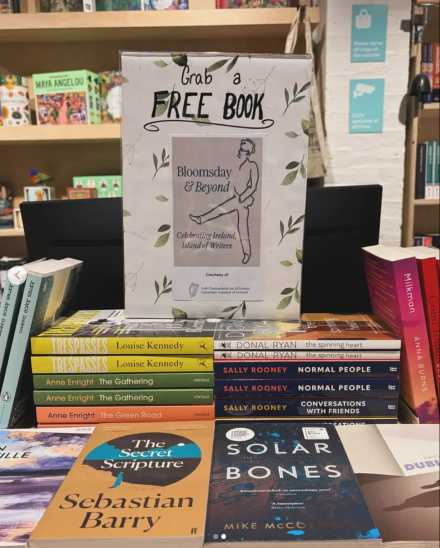 MAYA ANGELOU
Grab a
FREE BOOK
Bloomsday
& Beyond
Celebrating Ireland,
Island of Writers
Courtesy of
TRESPASSES Louise Kennedy
Louise Kennedy
Anne Enright The Gathering
Anne Enright The Gathering
Anne Enright The Green Road
DONAL RYAN the spinning heart
DONAL RYAN the spinning heart
SALLY ROONEY NORMAL PEOPLE
SALLY ROONEY NORMAL PEOPLE
SALLY ROONEY CONVERSATIONS
WITH FRIENDS
Milkman ANNA BURNS
The
Secret
Scripture
Sebastian
Barry
SOLAR
BONES
MIKE McCO
VILLE
DUBL